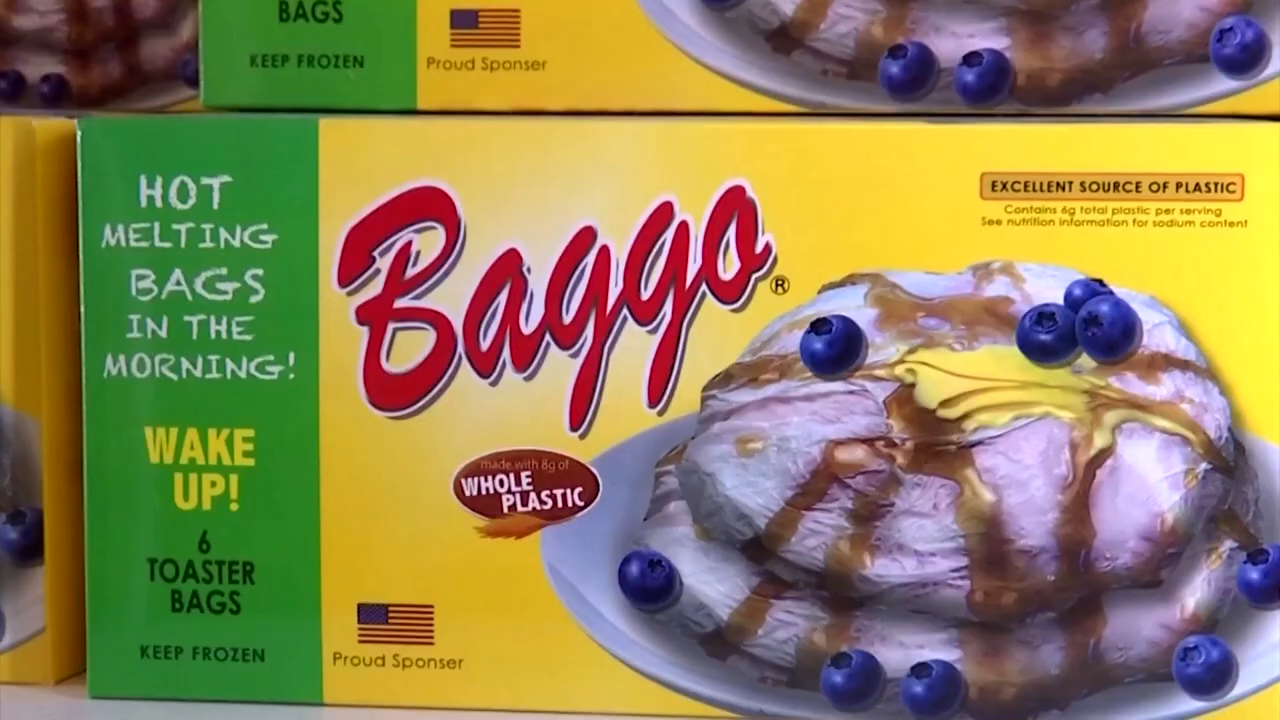 BAGS
KEEP FROZEN
Proud Sponser
HOT
MELTING
BAGS
IN THE
MORNING!
WAKE
UP!
6
TOASTER
BAGS
KEEP FROZEN
Baggo®
made with 8g of
WHOLE
PLASTIC
Proud Sponser
EXCELLENT SOURCE OF PLASTIC
Contains 6g total plastic per serving
See nutrition information for sodium content